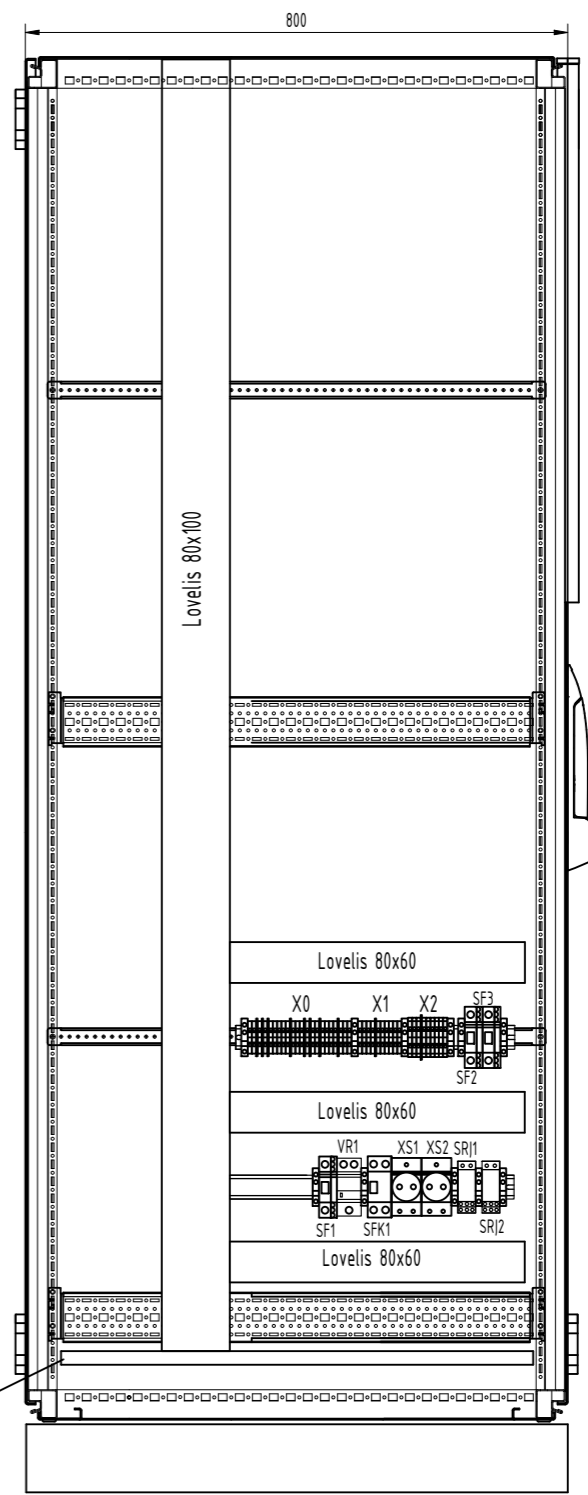 800
Lovelis 80x100
Lovelis 80x60
X0 X1 X2 SF3
SF2
Lovelis 80x60
VR1 XS1 XS2 SRJ1
SF1 SFK1 SRJ2
Lovelis 80x60